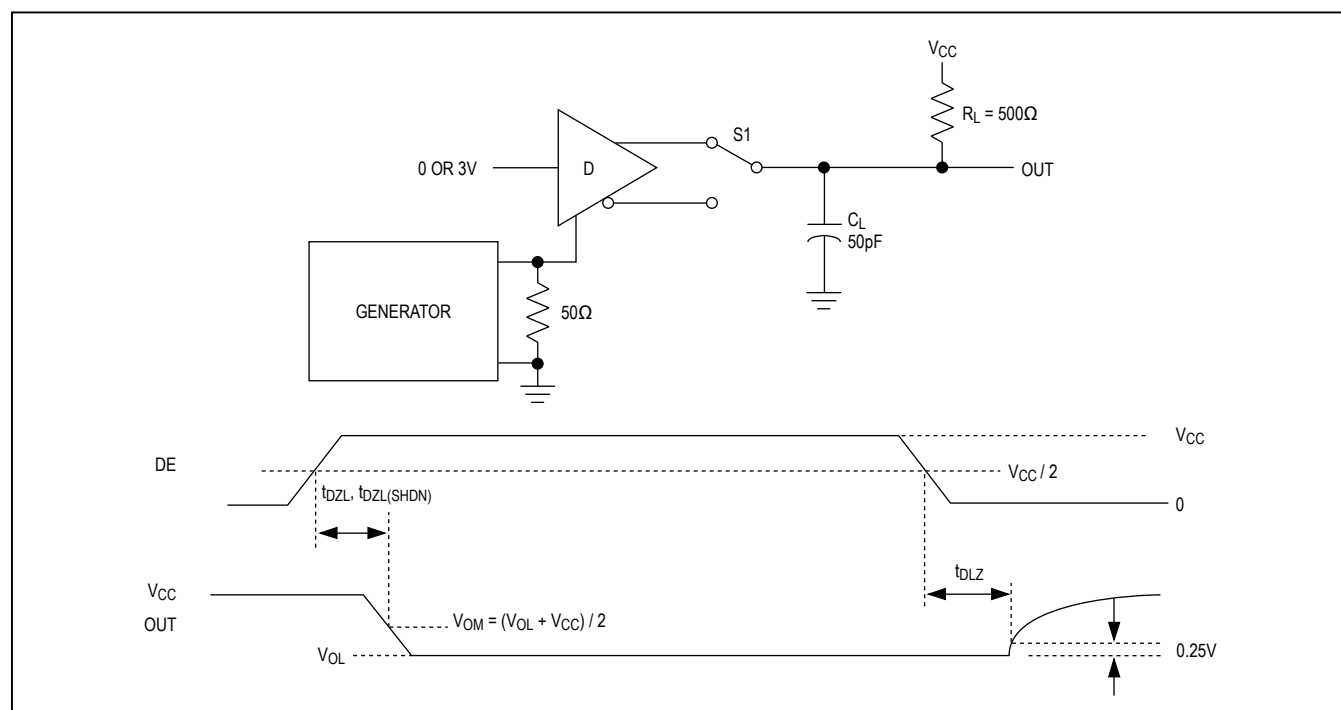 VCC
RL = 500Ω
S1
0 OR 3V
D
OUT
CL
50pF
GENERATOR
50Ω
VCC
DE
VCC / 2
tDZL, tDZL(SHDN)
0
tDLZ
VCC
OUT
VOM = (VOL + VCC) / 2
VOL
0.25V